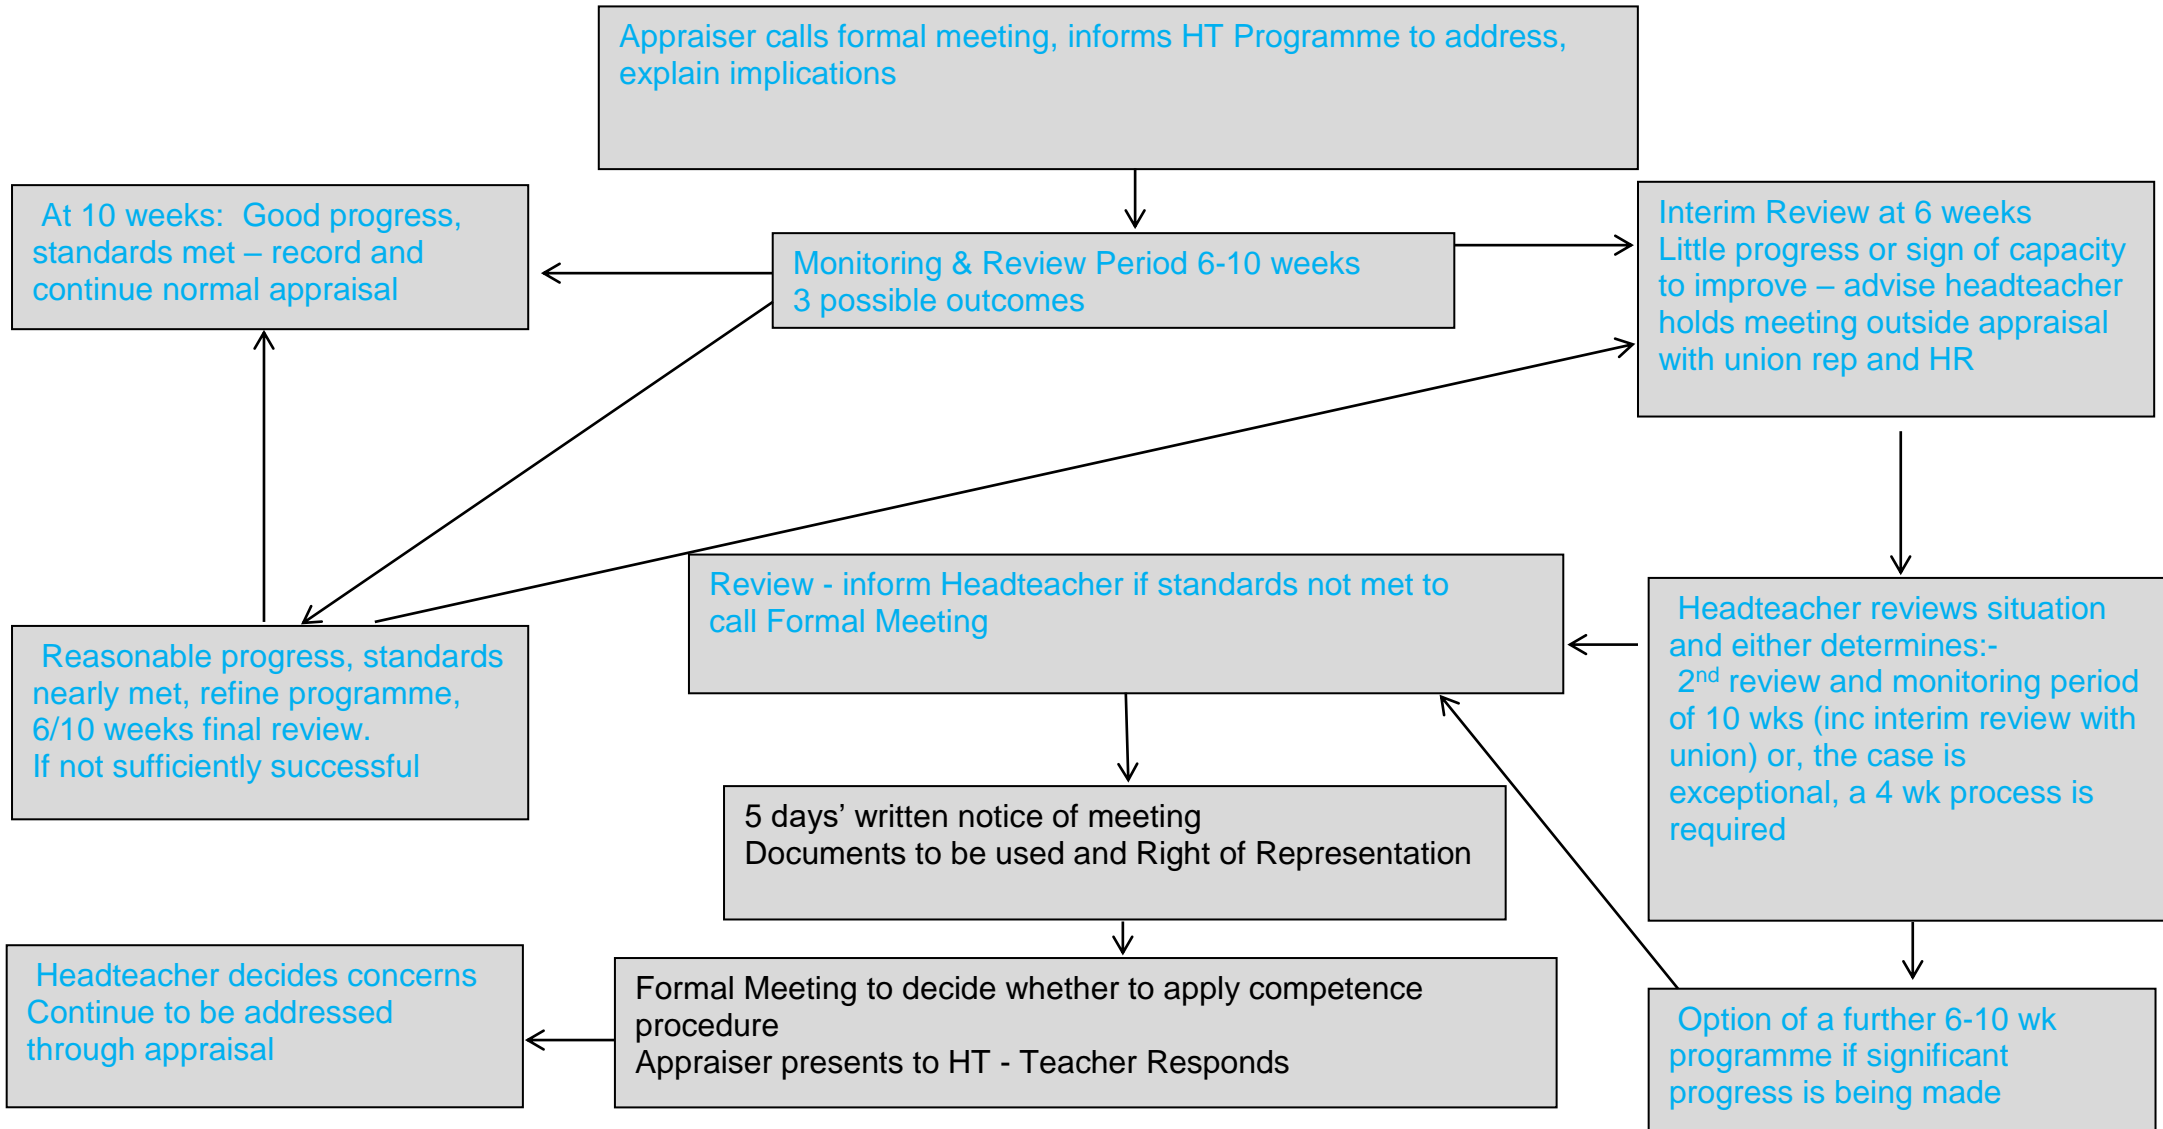 Appraiser calls formal meeting, informs HT Programme to address,
explain implications
At 10 weeks:  Good progress,
standards met – record and
continue normal appraisal
Monitoring & Review Period 6-10 weeks
3 possible outcomes
Interim Review at 6 weeks
Little progress or sign of capacity
to improve – advise headteacher
holds meeting outside appraisal
with union rep and HR
Reasonable progress, standards
nearly met, refine programme,
6/10 weeks final review.
If not sufficiently successful
Review - inform Headteacher if standards not met to
call Formal Meeting
Headteacher reviews situation
and either determines:-
2nd review and monitoring period
of 10 wks (inc interim review with
union) or, the case is
exceptional, a 4 wk process is
required
5 days’ written notice of meeting
Documents to be used and Right of Representation
Headteacher decides concerns
Continue to be addressed
through appraisal
Formal Meeting to decide whether to apply competence
procedure
Appraiser presents to HT - Teacher Responds
Option of a further 6-10 wk
programme if significant
progress is being made